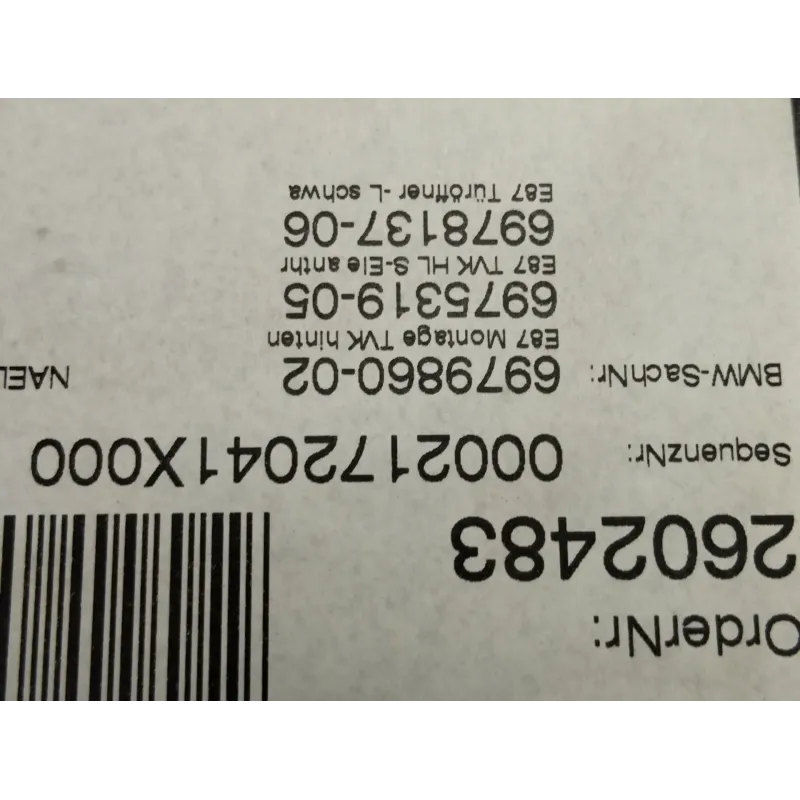 OrderNr:
2602483
SequenzNr: 0002172041X000
BMW-SachNr: 6979860-02
E87 Montage TVK hinten
6975319-05
E87 TVK HL S-Ele anthr
6978137-06
E87 Türöffner-L schwa